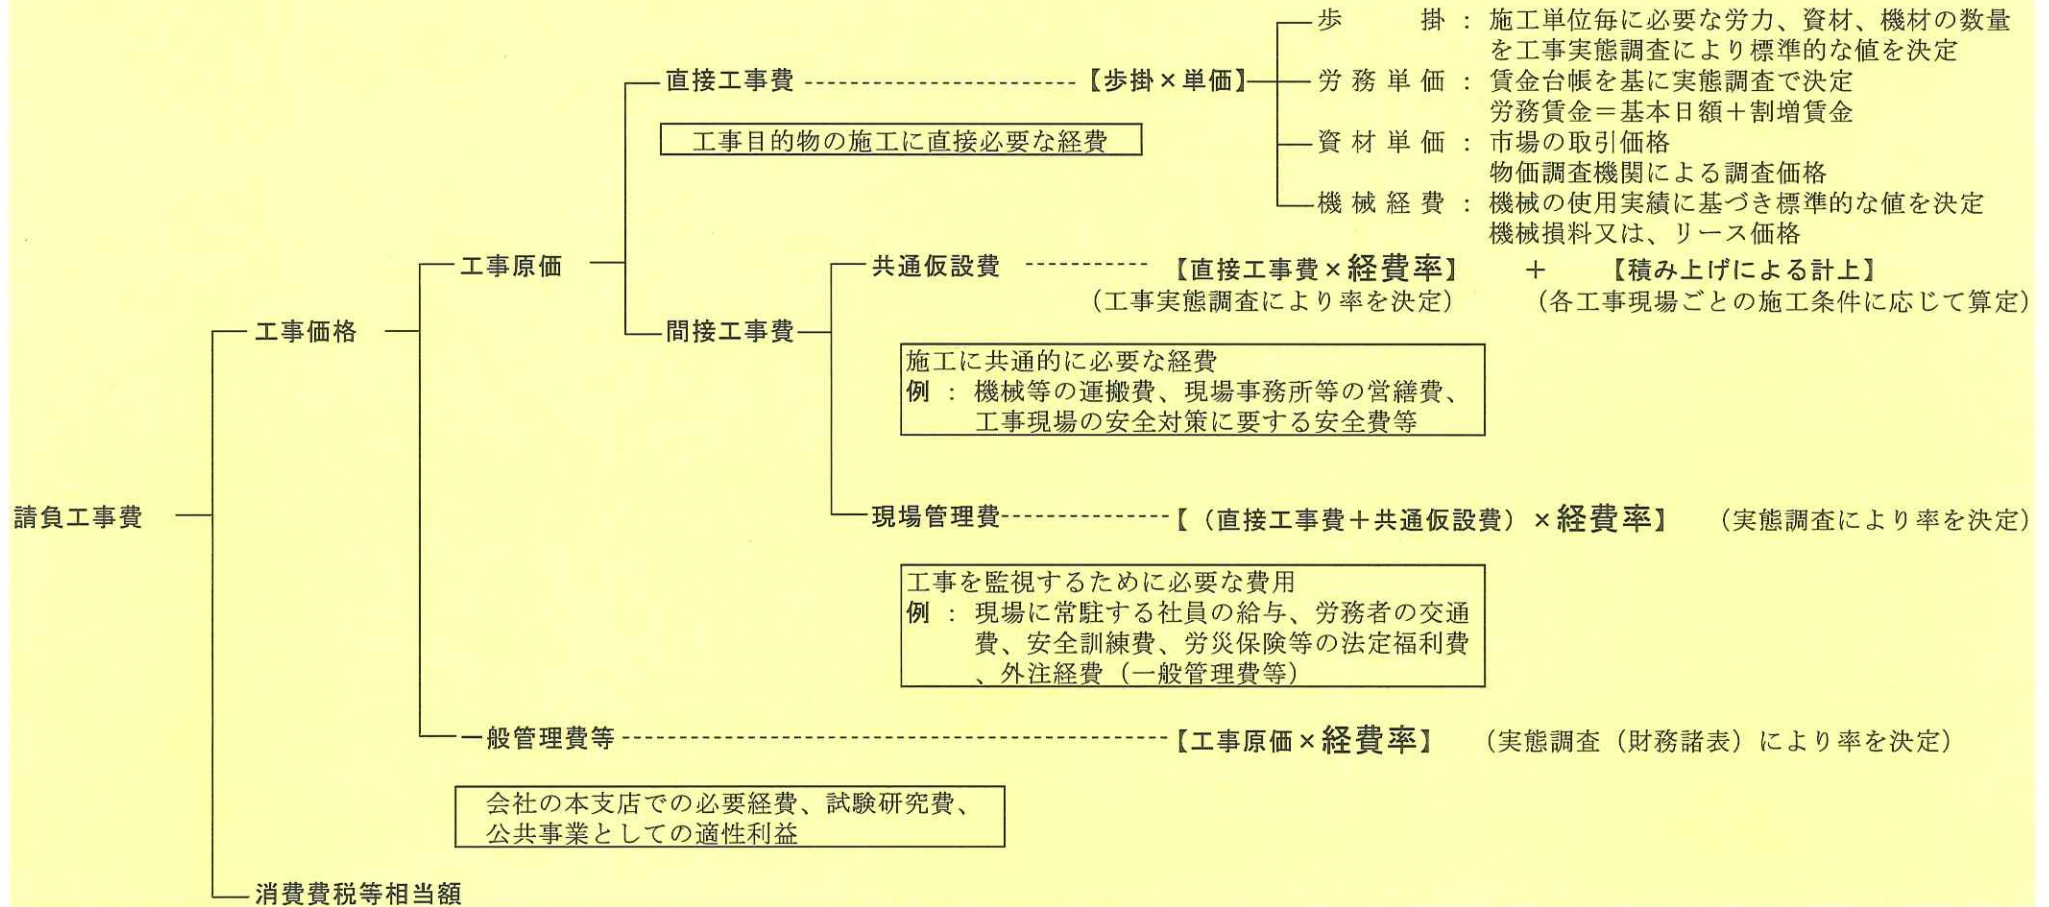 歩掛：施工単位毎に必要な労力、資材、機材の数量
を工事実態調査により標準的な値を決定
直接工事費【歩掛×単価】労務単価：賃金台帳を基に実態調査で決定
労務賃金＝基本日額＋割増賃金
工事目的物の施工に直接必要な経費
資材単価：市場の取引価格
物価調査機関による調査価格
機械経費：機械の使用実績に基づき標準的な値を決定
機械損料又は、リース価格
工事原価
共通仮設費【直接工事費×経費率】＋【積み上げによる計上】
（工事実態調査により率を決定）（各工事現場ごとの施工条件に応じて算定）
工事価格
間接工事費
施工に共通的に必要な経費
例：機械等の運搬費、現場事務所等の営繕費、
工事現場の安全対策に要する安全費等
請負工事費
現場管理費【（直接工事費＋共通仮設費）×経費率】（実態調査により率を決定）
工事を監視するために必要な費用
例：現場に常駐する社員の給与、労務者の交通
費、安全訓練費、労災保険等の法定福利費
、外注経費（一般管理費等）
一般管理費等【工事原価×経費率】（実態調査（財務諸表）により率を決定）
会社の本支店での必要経費、試験研究費、
公共事業としての適性利益
消費費税等相当額